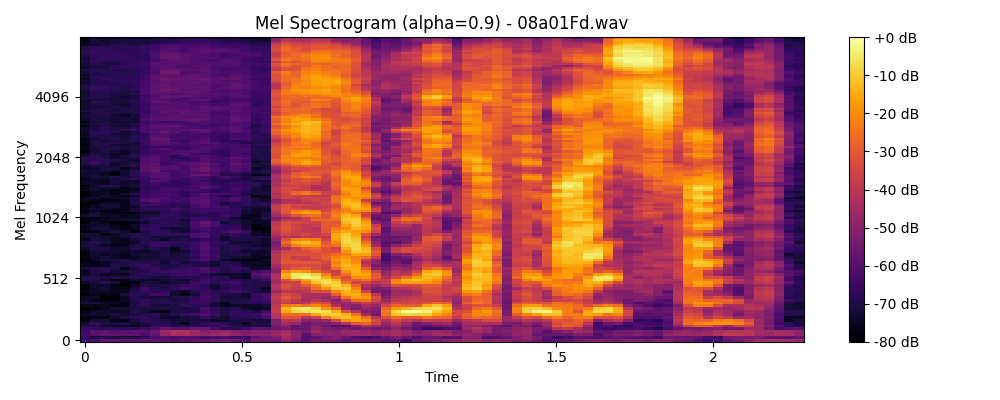 Mel Spectrogram (alpha=0.9) - 08a01Fd.wav
Mel Frequency
4096
2048
1024
512
0
0
0.5
1
1.5
2
Time
+0 dB
-10 dB
-20 dB
-30 dB
-40 dB
-50 dB
-60 dB
-70 dB
-80 dB